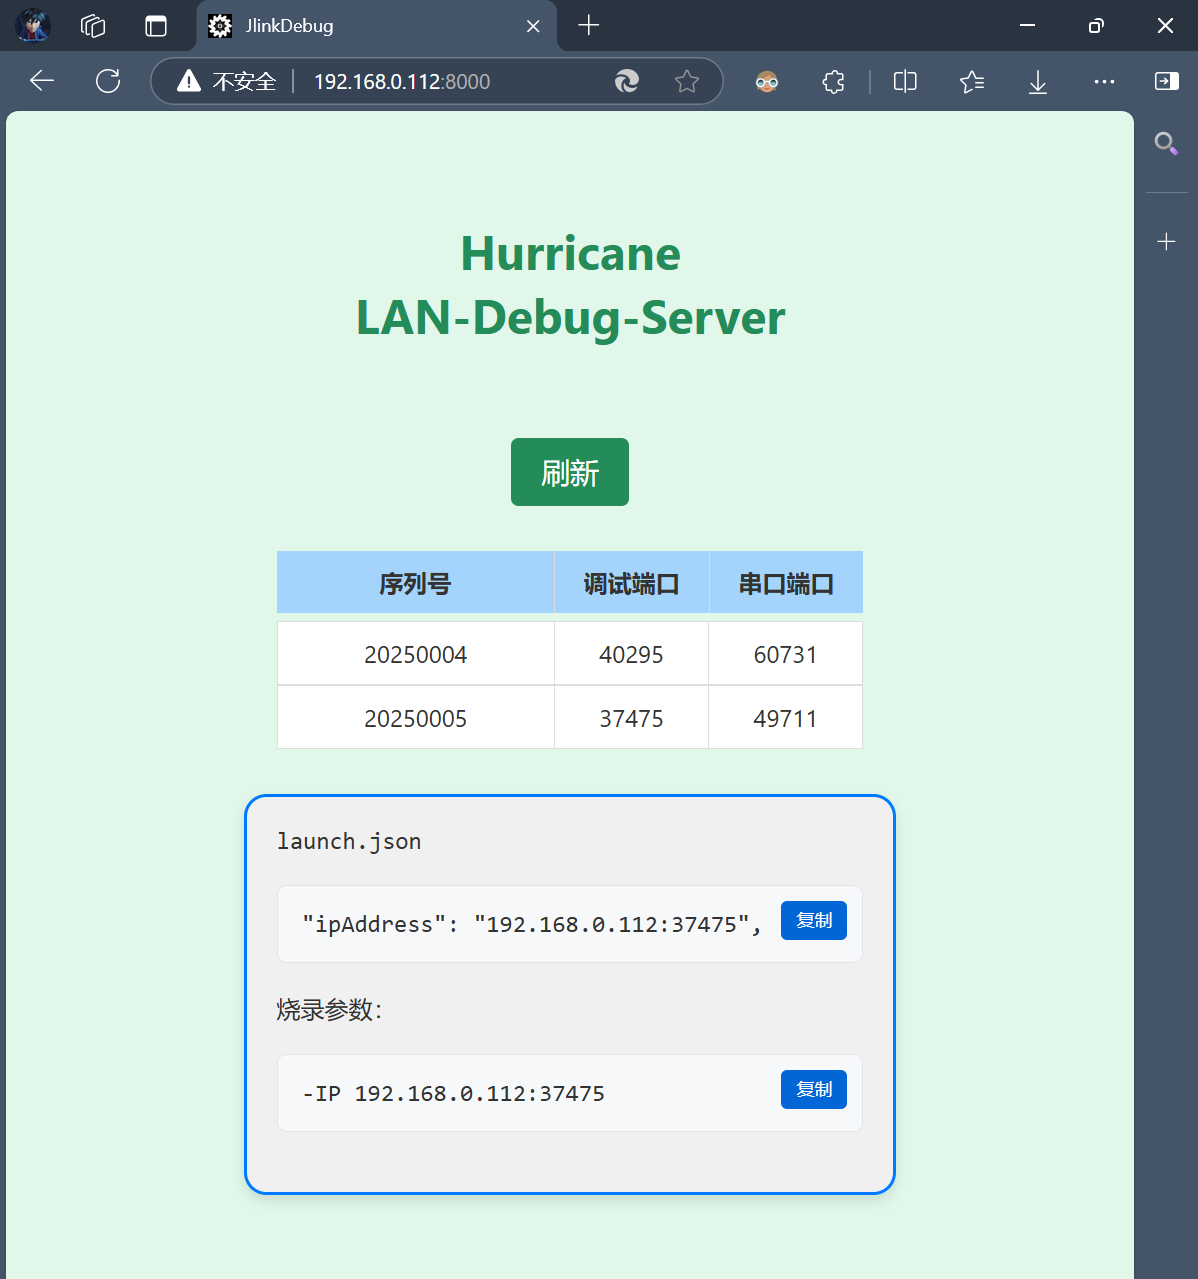 JlinkDebug
不安全
192.168.0.112:8000
Hurricane
LAN-Debug-Server
刷新
序列号 调试端口 串口端口
20250004 40295 60731
20250005 37475 49711
launch.json
"ipAddress": "192.168.0.112:37475", 复制
烧录参数：
-IP 192.168.0.112:37475 复制